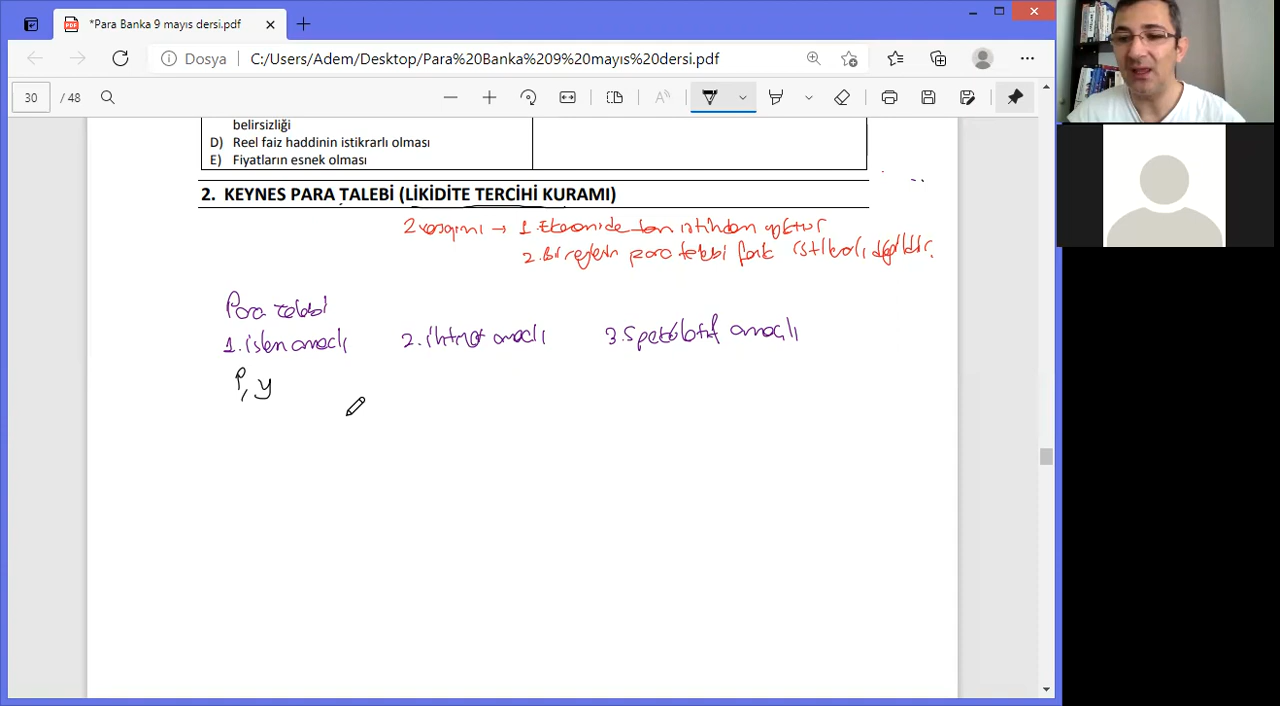 *Para Banka 9 mayıs dersi.pdf
Dosya C:/Users/Adem/Desktop/Para%20Banka%209%20mayıs%20dersi.pdf
30 / 48
belirsizliği
D) Reel faiz haddinin istikrarlı olması
E) Fiyatların esnek olması
2. KEYNES PARA TALEBİ (LİKİDİTE TERCİHİ KURAMI)
2 varsayımı → 1. Ekonomide tam istihdam yoktur
2. Bireylerin para talebi fonk istikrarlı değildir.
Para talebi
1. işlem amaçlı 2. ihtiyat amaçlı 3. Spekülatif amaçlı
P, y